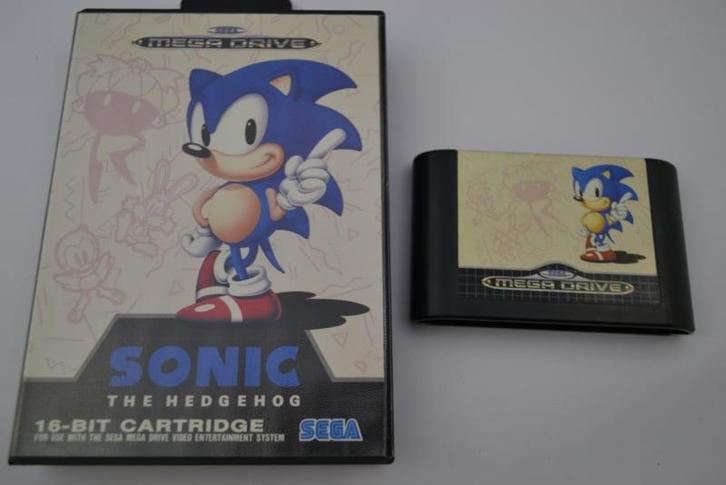 SEGA
MEGA DRIVE
SONIC
THE HEDGEHOG
16-BIT CARTRIDGE
FOR USE WITH THE SEGA MEGA DRIVE VIDEO ENTERTAINMENT SYSTEM
SEGA
SEGA
MEGA DRIVE